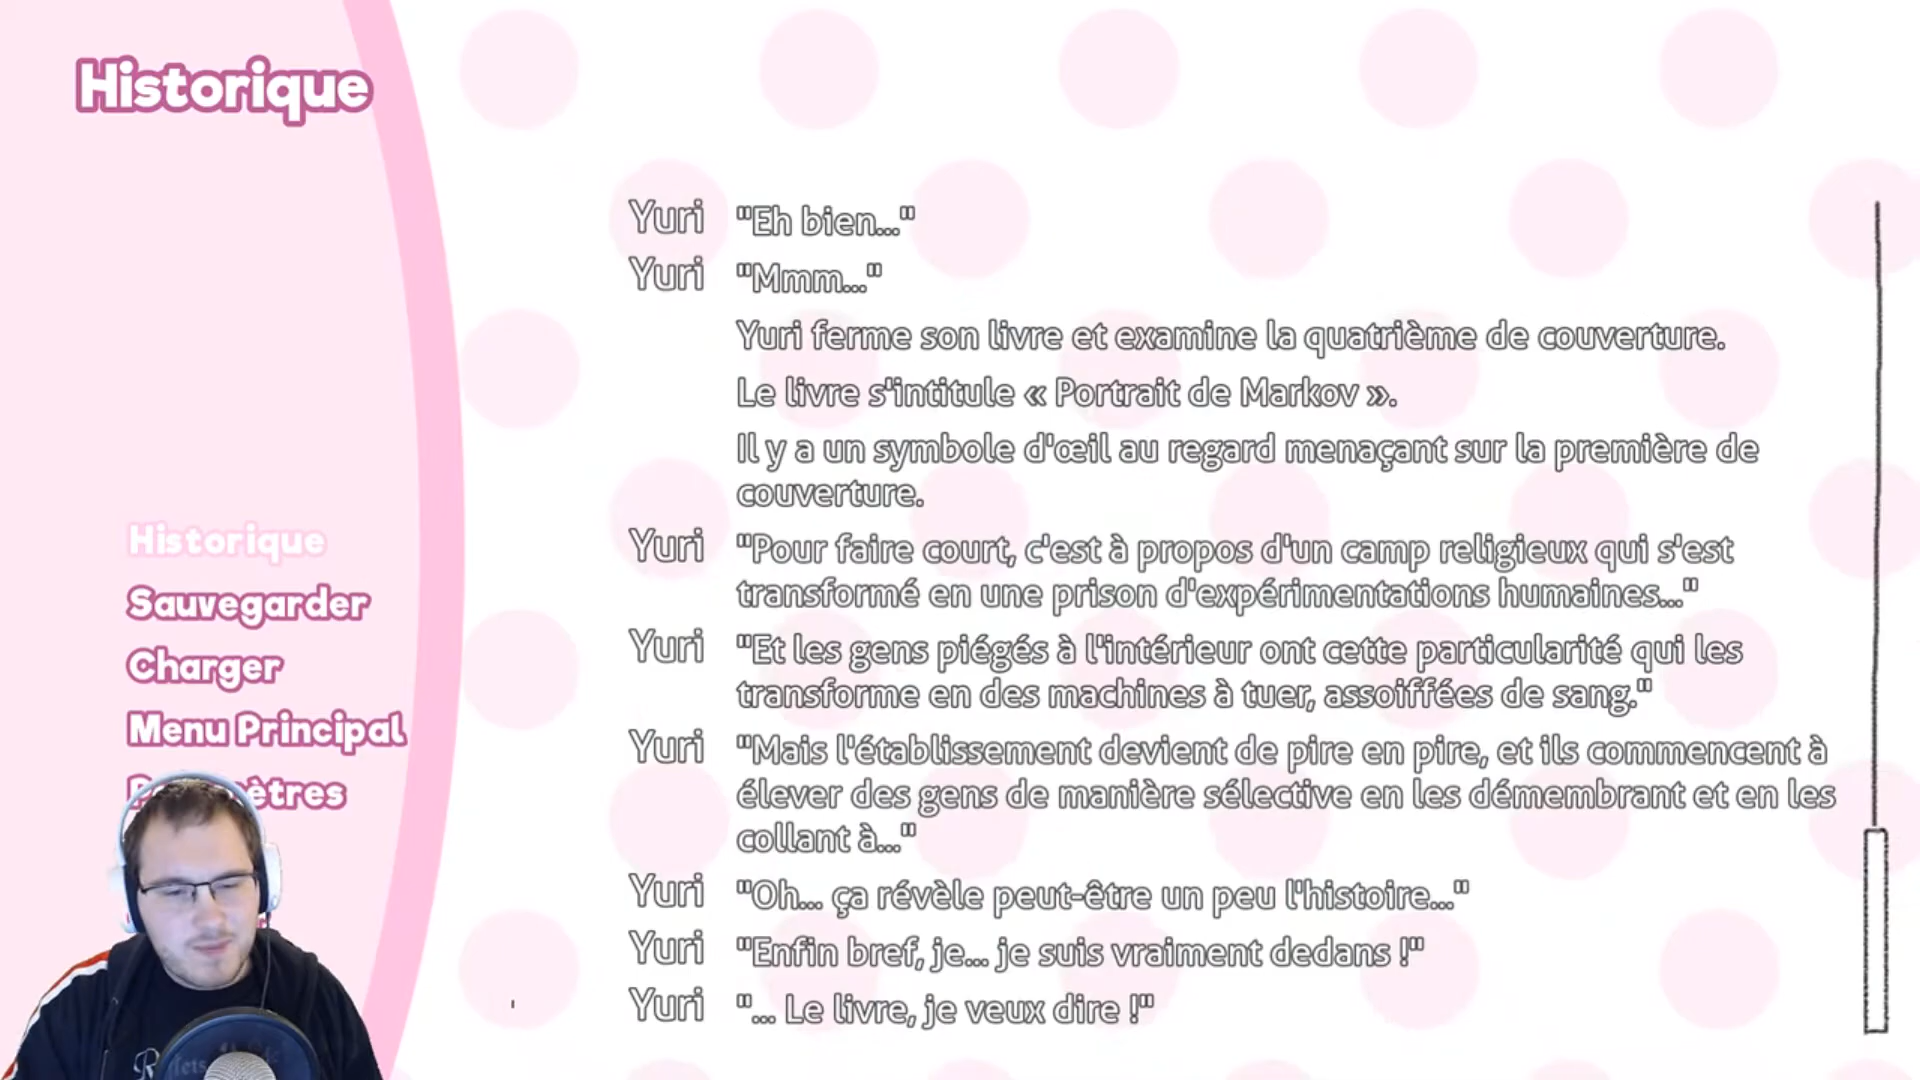 Historique
Yuri "Eh bien..."
Yuri "Mmm..."
Yuri ferme son livre et examine la quatrième de couverture.
Le livre s'intitule « Portrait de Markov ».
Il y a un symbole d'œil au regard menaçant sur la première de
couverture.
Yuri "Pour faire court, c'est à propos d'un camp religieux qui s'est
transformé en une prison d'expérimentations humaines..."
Yuri "Et les gens piégés à l'intérieur ont cette particularité qui les
transforme en des machines à tuer, assoiffées de sang."
Yuri "Mais l'établissement devient de pire en pire, et ils commencent à
élever des gens de manière sélective en les démembrant et en les
collant à..."
Yuri "Oh... ça révèle peut-être un peu l'histoire..."
Yuri "Enfin bref, je... je suis vraiment dedans !"
Yuri "... Le livre, je veux dire !"
Historique
Sauvegarder
Charger
Menu Principal